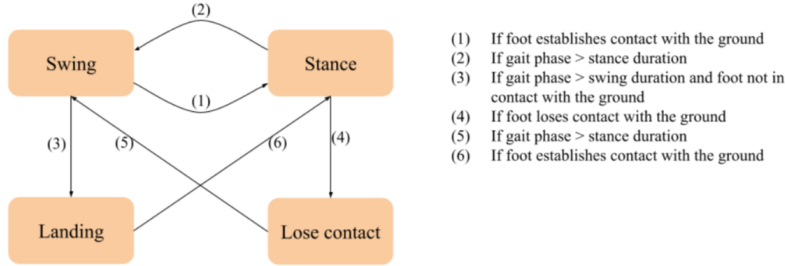 (2)
Swing
Stance
(1)
(3)
(5)
(6)
(4)
Landing
Lose contact
(1) If foot establishes contact with the ground
(2) If gait phase > stance duration
(3) If gait phase > swing duration and foot not in
contact with the ground
(4) If foot loses contact with the ground
(5) If gait phase > stance duration
(6) If foot establishes contact with the ground